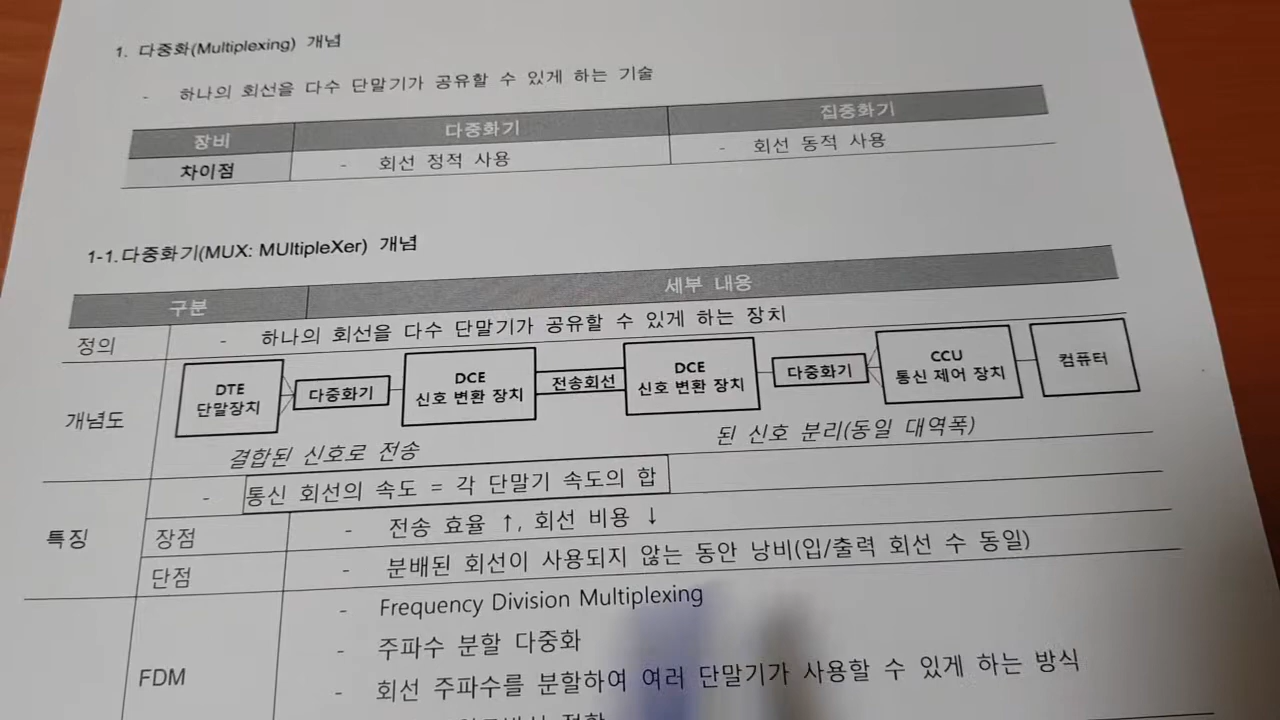 1. 다중화(Multiplexing) 개념
- 하나의 회선을 다수 단말기가 공유할 수 있게 하는 기술
장비 다중화기 집중화기
차이점 - 회선 정적 사용 - 회선 동적 사용
1-1.다중화기(MUX: MUltipleXer) 개념
구분 세부 내용
정의 - 하나의 회선을 다수 단말기가 공유할 수 있게 하는 장치
개념도
DTE
단말장치
다중화기
DCE
신호 변환 장치
전송회선
DCE
신호 변환 장치
다중화기
CCU
통신 제어 장치
컴퓨터
결합된 신호로 전송
된 신호 분리(동일 대역폭)
특징
- 통신 회선의 속도 = 각 단말기 속도의 합
장점 - 전송 효율 ↑, 회선 비용 ↓
단점 - 분배된 회선이 사용되지 않는 동안 낭비(입/출력 회선 수 동일)
FDM
- Frequency Division Multiplexing
- 주파수 분할 다중화
- 회선 주파수를 분할하여 여러 단말기가 사용할 수 있게 하는 방식